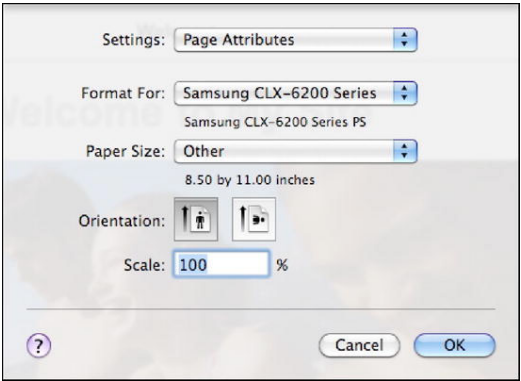 Settings: Page Attributes
Format For: Samsung CLX-6200 Series
Samsung CLX-6200 Series PS
Paper Size: Other
8.50 by 11.00 inches
Orientation:
Scale: 100 %
? Cancel OK